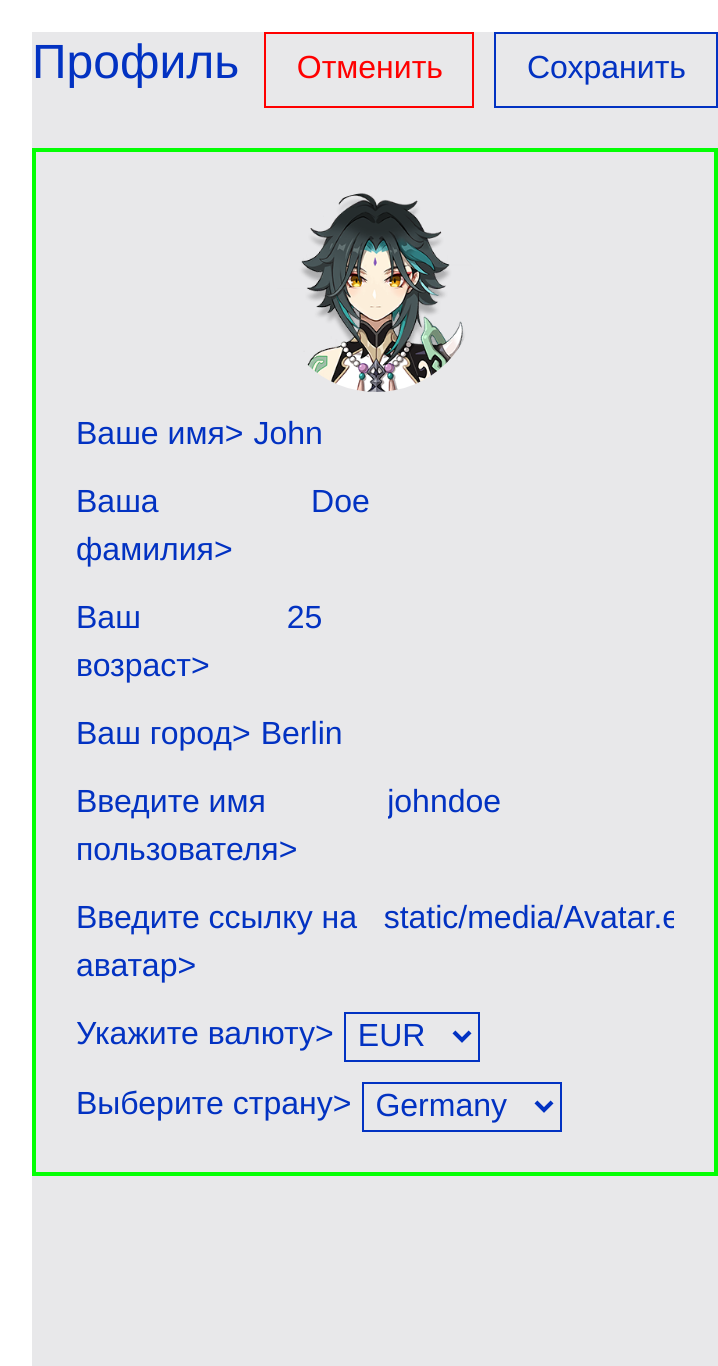 Профиль Отменить Сохранить
Ваше имя> John
Ваша Doe
фамилия>
Ваш 25
возраст>
Ваш город> Berlin
Введите имя johndoe
пользователя>
Введите ссылку на static/media/Avatar.e
аватар>
Укажите валюту> EUR
Выберите страну> Germany